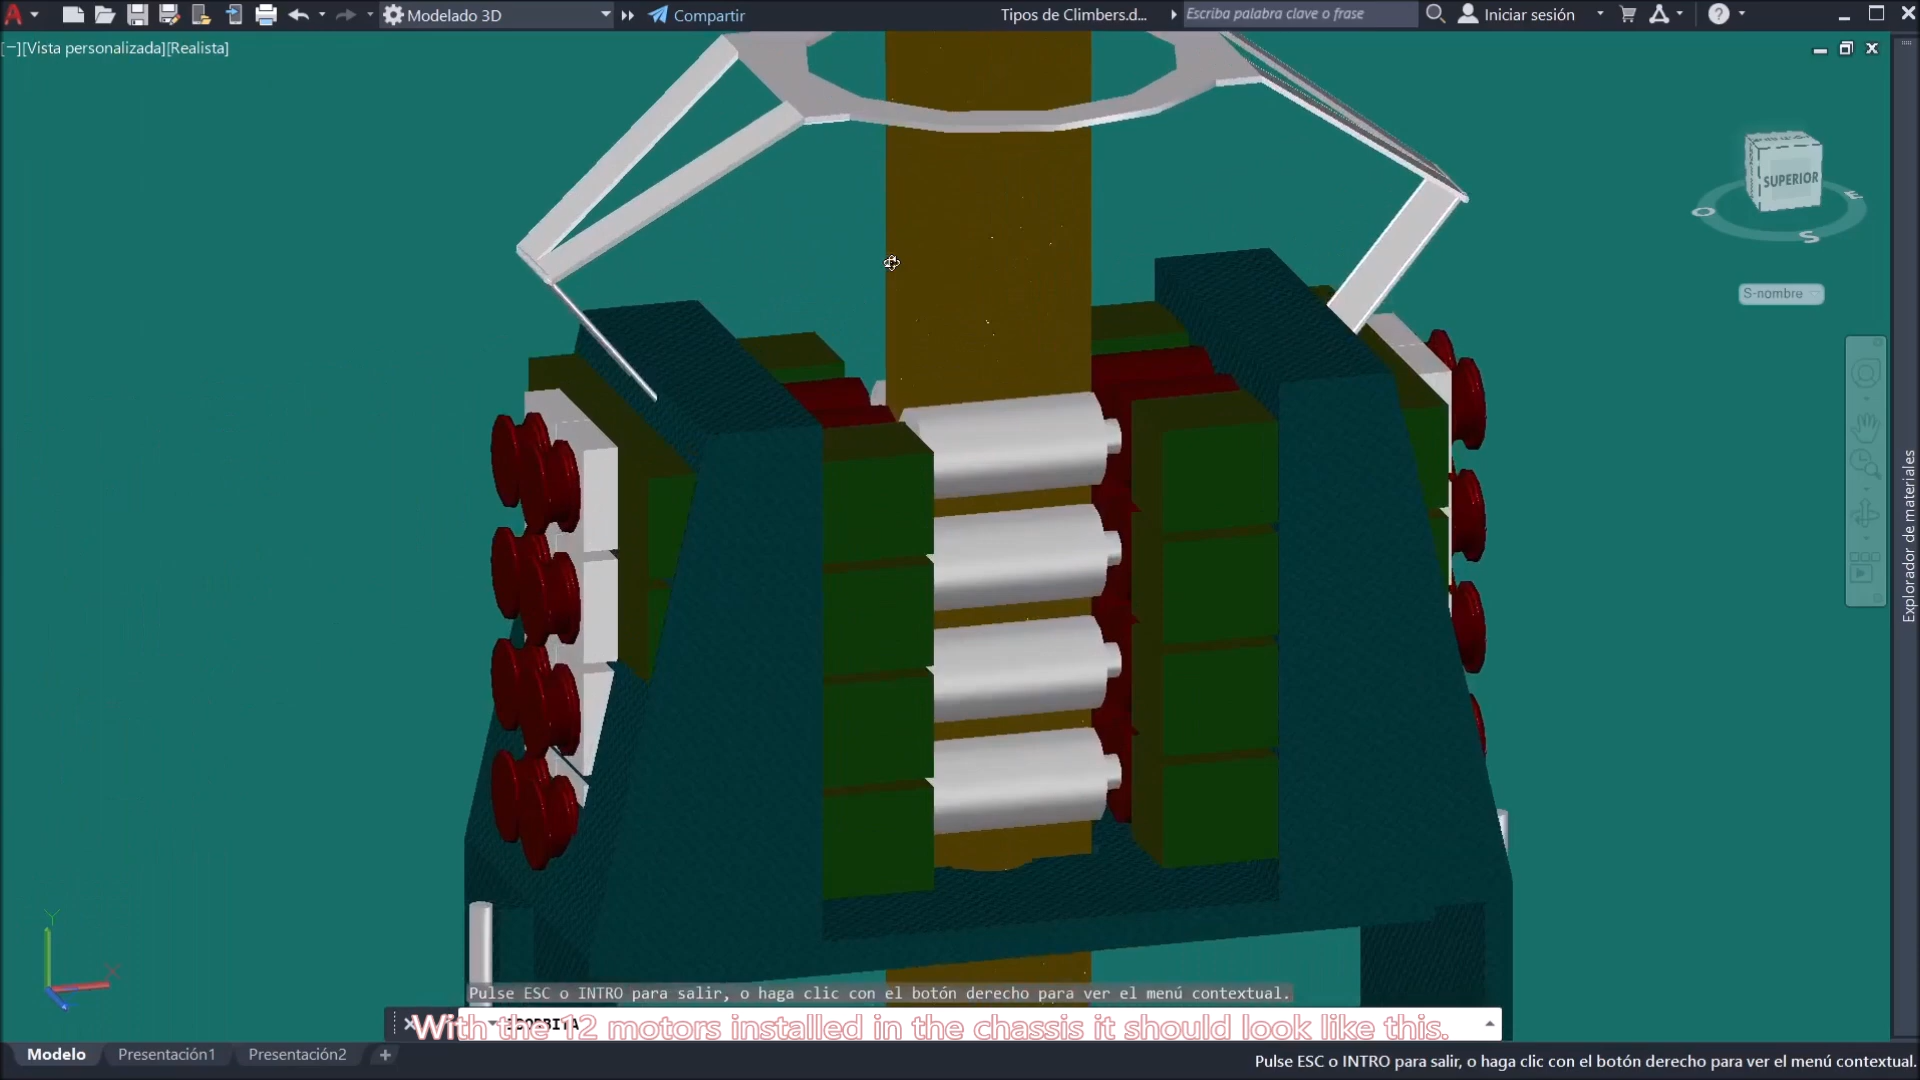 Modelado 3D
Compartir
Tipos de Climbers.d...
Escriba palabra clave o frase
Iniciar sesión
[−][Vista personalizada][Realista]
SUPERIOR
O
S
E
S-nombre
Explorador de materiales
Y
X
Pulse ESC o INTRO para salir, o haga clic con el botón derecho para ver el menú contextual.
With the 12 motors installed in the chassis it should look like this.
Modelo
Presentación1
Presentación2
Pulse ESC o INTRO para salir, o haga clic con el botón derecho para ver el menú contextual.